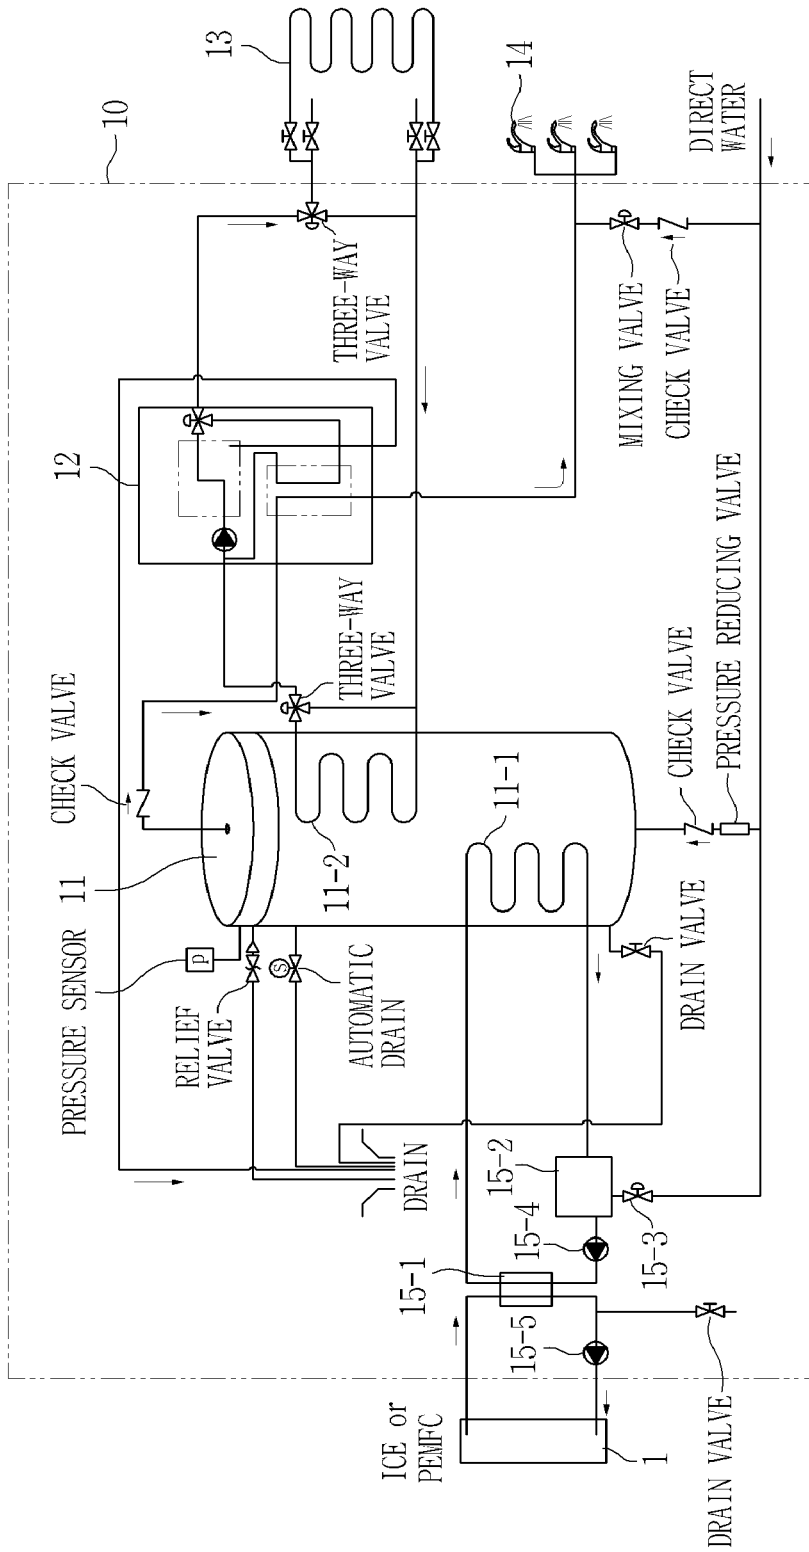 PRESSURE SENSOR
11
CHECK VALVE
12
10
RELIEF
VALVE
13
P
S
AUTOMATIC
DRAIN
11-2
THREE-WAY
VALVE
THREE-WAY
VALVE
ICE or
PEMFC
DRAIN
15-1
15-2
11-1
15-5
15-4
14
1
15-3
DRAIN VALVE
CHECK VALVE
PRESSURE REDUCING VALVE
MIXING VALVE
CHECK VALVE
DIRECT
WATER
DRAIN VALVE